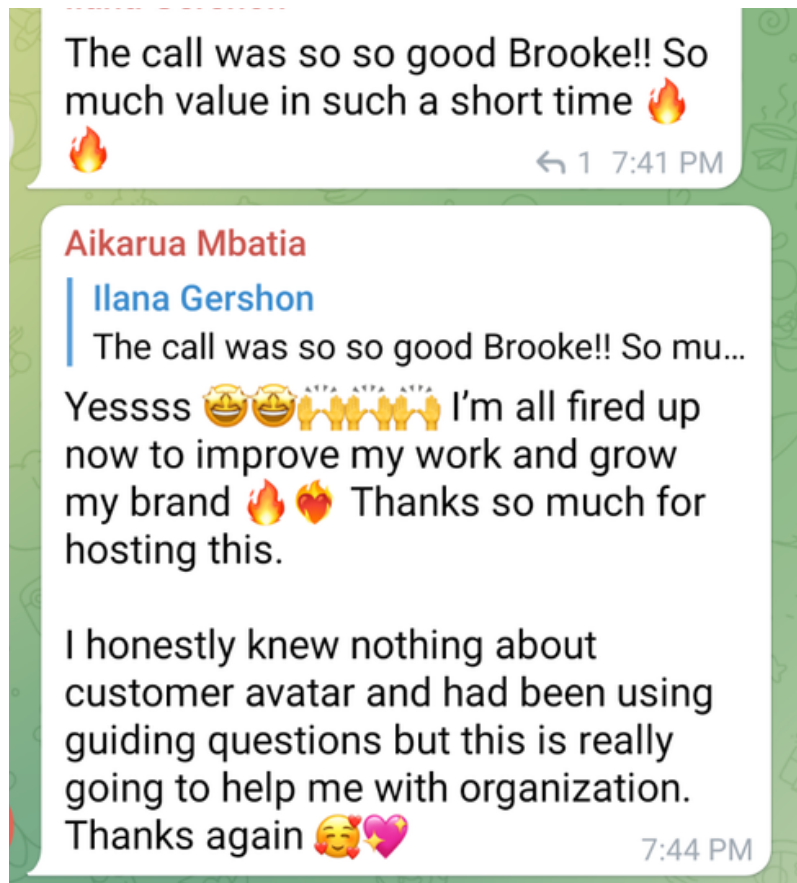 The call was so so good Brooke!! So
much value in such a short time 🔥
🔥
1 7:41 PM
Aikarua Mbatia
Ilana Gershon
The call was so so good Brooke!! So mu...
Yessss 🤩🤩🙌🙌🙌 I'm all fired up
now to improve my work and grow
my brand 🔥❤️‍🔥 Thanks so much for
hosting this.
I honestly knew nothing about
customer avatar and had been using
guiding questions but this is really
going to help me with organization.
Thanks again 🥰💖
7:44 PM